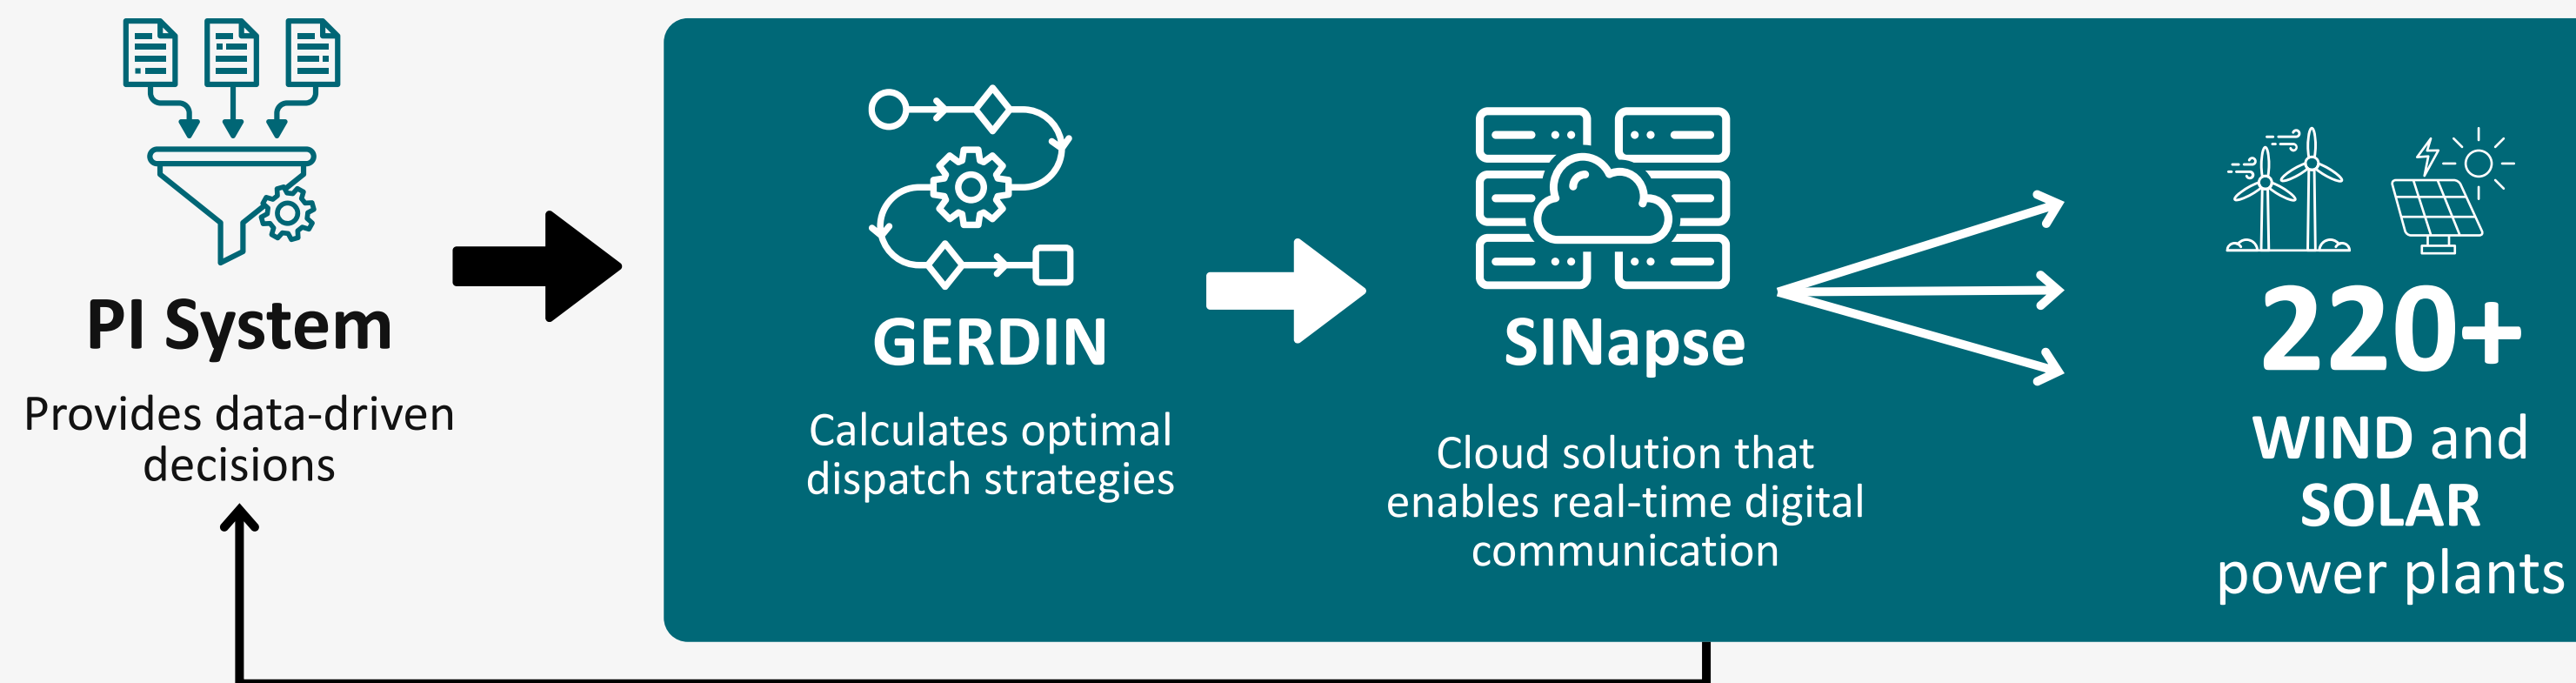 PI System
Provides data-driven
decisions
GERDIN
Calculates optimal
dispatch strategies
SINapse
Cloud solution that
enables real-time digital
communication
220+
WIND and
SOLAR
power plants